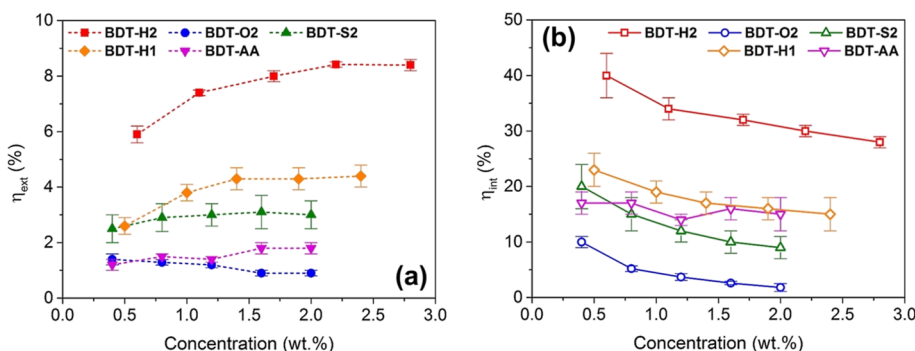 BDT-H2 BDT-O2 BDT-S2
BDT-H1 BDT-AA
10
8
6
4
2
0
ηext (%)
0.0 0.5 1.0 1.5 2.0 2.5 3.0
Concentration (wt.%)
(a)
(b)
BDT-H2 BDT-O2 BDT-S2
BDT-H1 BDT-AA
50
40
30
20
10
0
ηint (%)
0.0 0.5 1.0 1.5 2.0 2.5 3.0
Concentration (wt.%)